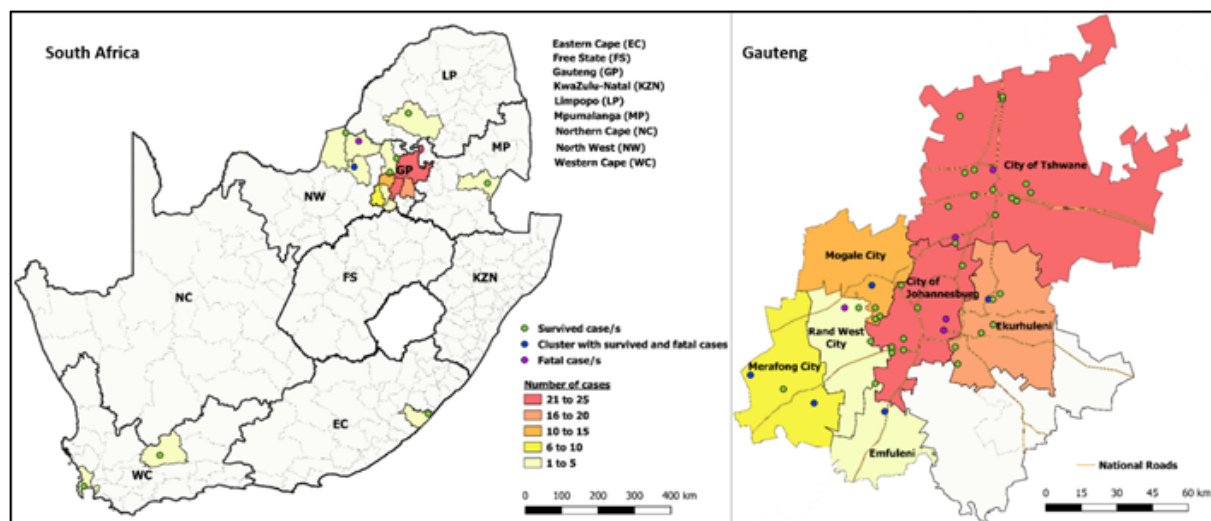 South Africa
Eastern Cape (EC)
Free State (FS)
Gauteng (GP)
KwaZulu-Natal (KZN)
Limpopo (LP)
Mpumalanga (MP)
Northern Cape (NC)
North West (NW)
Western Cape (WC)
LP
MP
GP
NW
FS
KZN
NC
EC
WC
Survived case/s
Cluster with survived and fatal cases
Fatal case/s
Number of cases
21 to 25
16 to 20
10 to 15
6 to 10
1 to 5
0 100 200 300 400 km
Gauteng
City of Tshwane
Mogale City
City of
Johannesburg
Ekurhuleni
Rand West
City
Merafong City
Emfuleni
National Roads
0 15 30 45 60 km